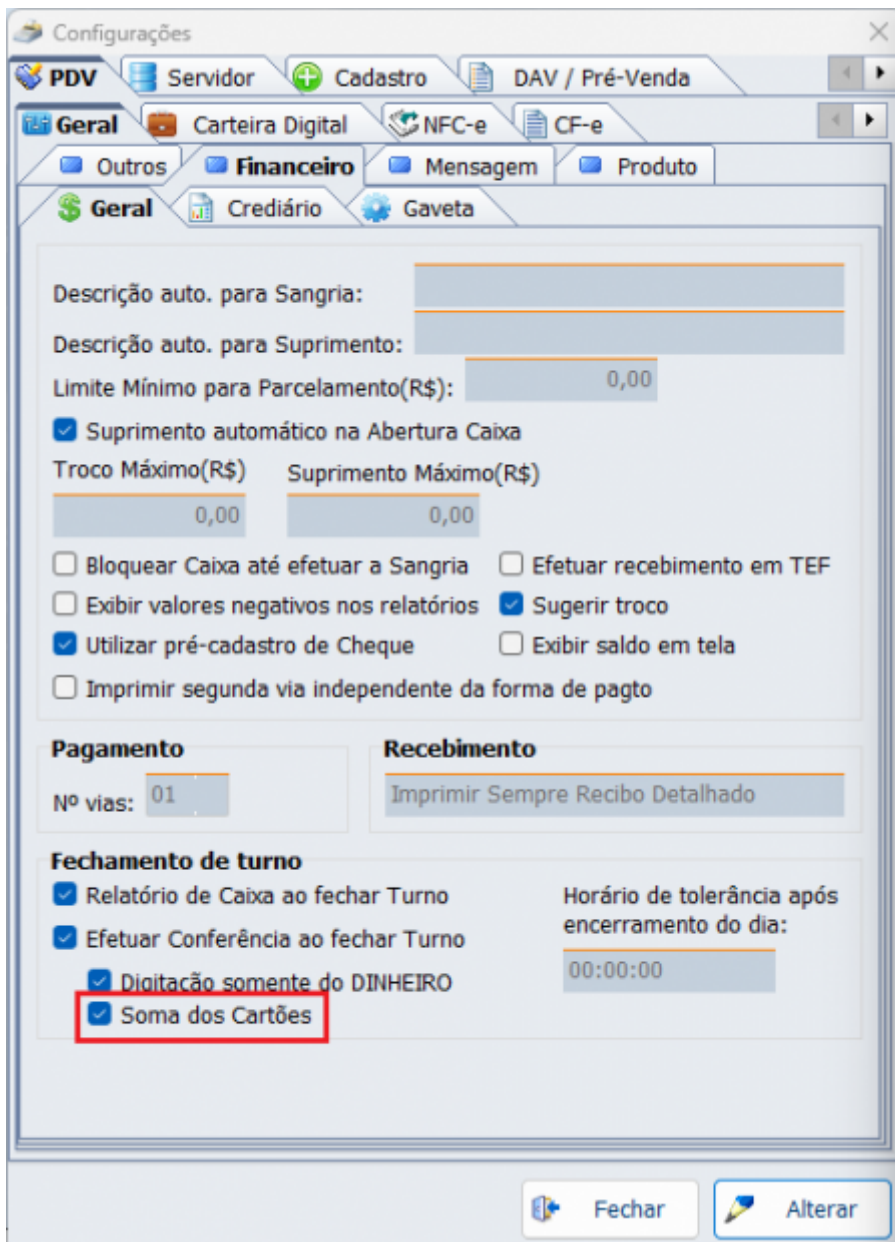 Configurações
PDV Servidor Cadastro DAV / Pré-Venda
Geral Carteira Digital NFC-e CF-e
Outros Financeiro Mensagem Produto
Geral Crediário Gaveta
Descrição auto. para Sangria:
Descrição auto. para Suprimento:
Limite Mínimo para Parcelamento(R$): 0,00
Suprimento automático na Abertura Caixa
Troco Máximo(R$) Suprimento Máximo(R$)
0,00 0,00
Bloquear Caixa até efetuar a Sangria Efetuar recebimento em TEF
Exibir valores negativos nos relatórios Sugerir troco
Utilizar pré-cadastro de Cheque Exibir saldo em tela
Imprimir segunda via independente da forma de pagto
Pagamento Recebimento
Nº vias: 01 Imprimir Sempre Recibo Detalhado
Fechamento de turno
Relatório de Caixa ao fechar Turno Horário de tolerância após
Efetuar Conferência ao fechar Turno encerramento do dia:
Digitação somente do DINHEIRO 00:00:00
Soma dos Cartões
Fechar Alterar